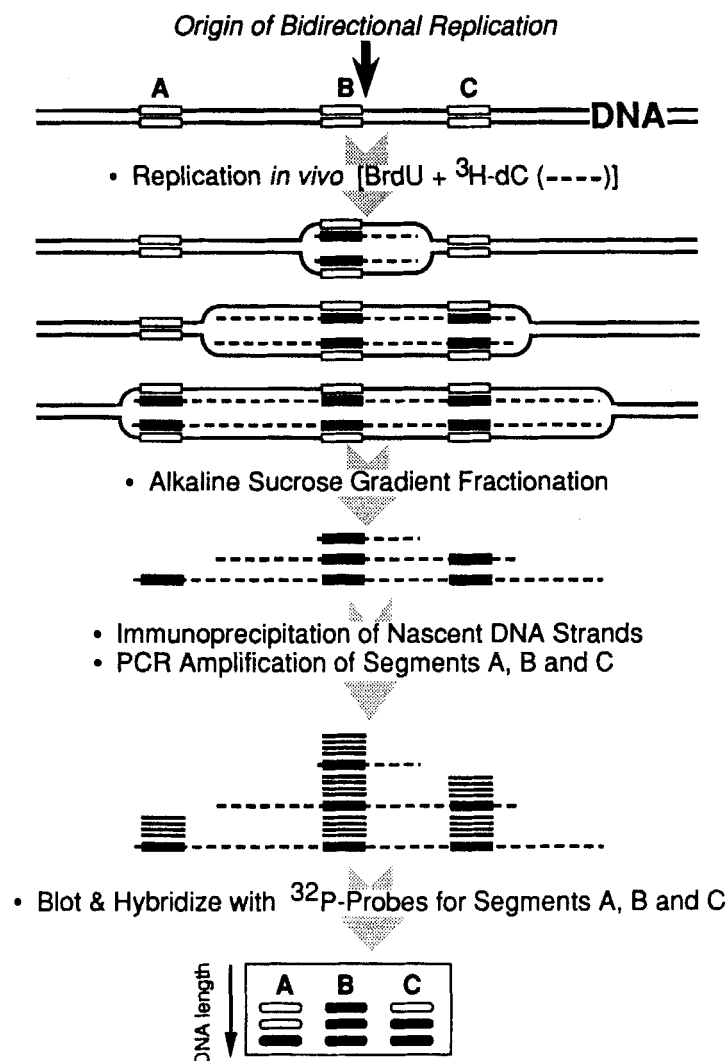 Origin of Bidirectional Replication
A B C
DNA
• Replication in vivo [BrdU + ³H-dC (----)]
• Alkaline Sucrose Gradient Fractionation
• Immunoprecipitation of Nascent DNA Strands
• PCR Amplification of Segments A, B and C
• Blot & Hybridize with ³²P-Probes for Segments A, B and C
DNA length
A B C